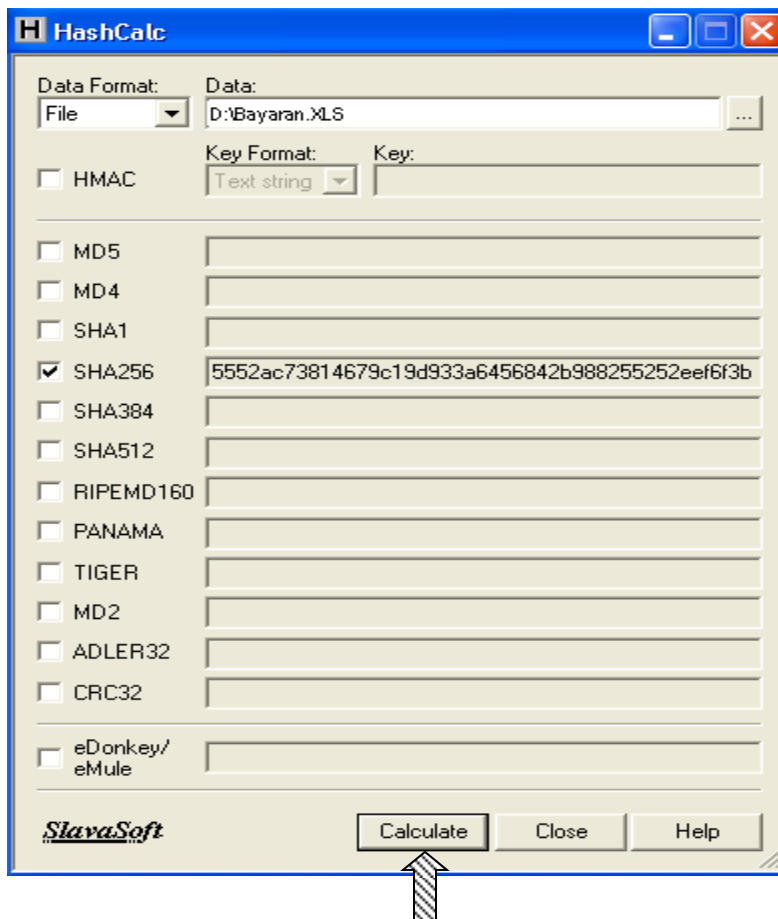 H HashCalc
Data Format: Data:
File D:\Bayaran.XLS ...
Key Format: Key:
HMAC Text string
MD5
MD4
SHA1
SHA256 5552ac73814679c19d933a6456842b988255252eef6f3b
SHA384
SHA512
RIPEMD160
PANAMA
TIGER
MD2
ADLER32
CRC32
eDonkey/
eMule
SlavaSoft Calculate Close Help